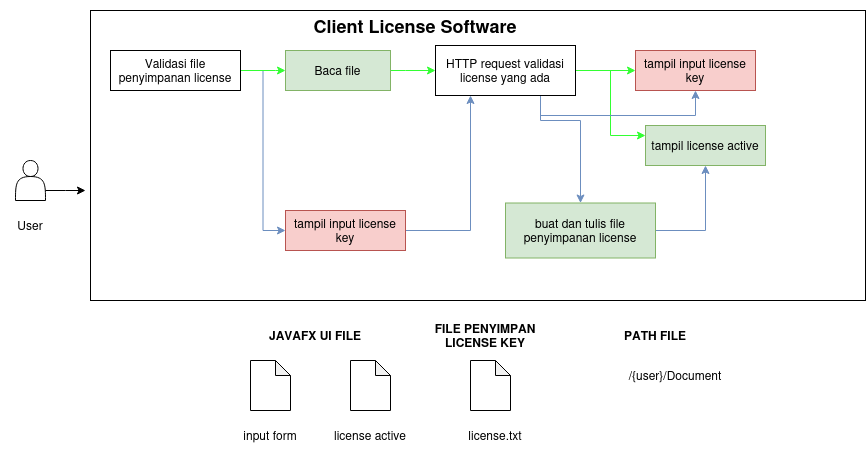 Client License Software
Validasi file
penyimpanan license
Baca file
HTTP request validasi
license yang ada
tampil input license
key
tampil license active
User
tampil input license
key
buat dan tulis file
penyimpanan license
JAVAFX UI FILE
FILE PENYIMPAN
LICENSE KEY
PATH FILE
/{user}/Document
input form
license active
license.txt